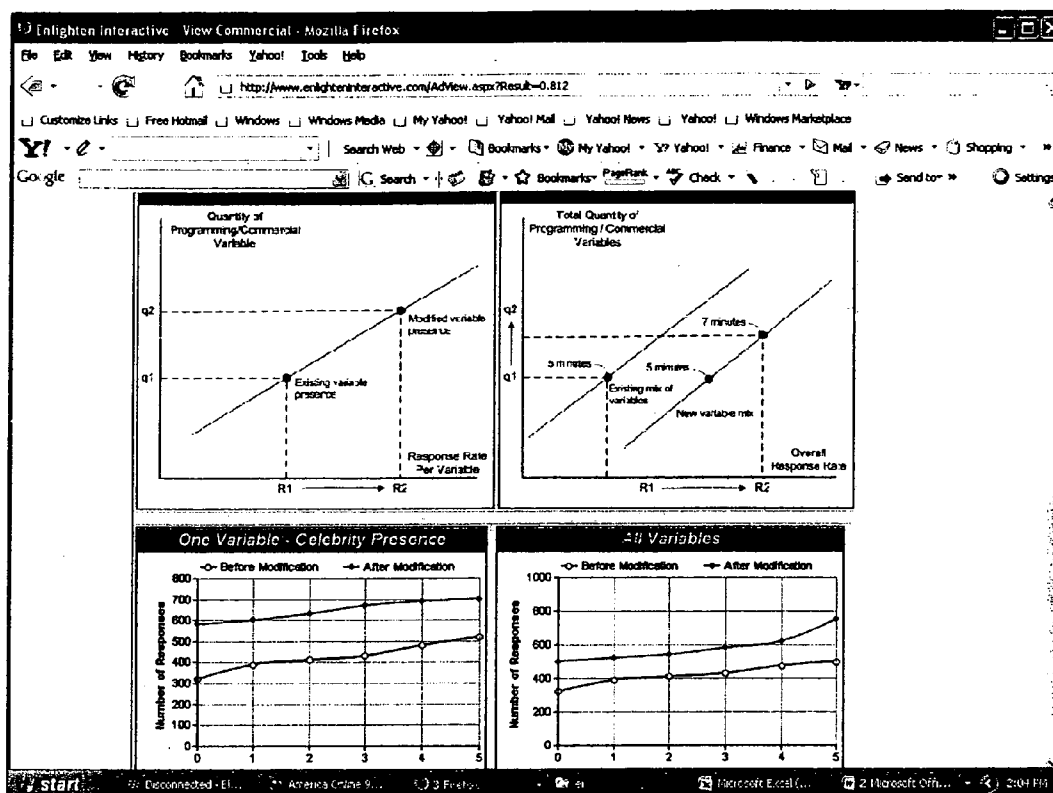 Enlighten Interactive - View Commercial - Mozilla Firefox
File Edit View History Bookmarks Yahoo! Tools Help
http://www.enlighteninteractive.com/AdView.aspx?Result=0.812
Customize Links Free Hotmail Windows Windows Media My Yahoo! Yahoo! Mail Yahoo! News Yahoo! Windows Marketplace
Y! Search Web Bookmarks My Yahoo! Y? Yahoo! Finance Mail News Shopping »
Google G Search Bookmarks PageRank Check Send to » Settings
Quantity of
Programming/Commercial
Variable
q2
q1
Modified variable
presence
Existing variable
presence
Response Rate
Per Variable
R1 R2
Total Quantity of
Programming / Commercial
Variables
q2
q1
7 minutes
5 minutes
5 minutes
Existing mix of
variables
New variable mix
Overall
Response Rate
R1 R2
One Variable - Celebrity Presence
Before Modification After Modification
Number of Responses
800
700
600
500
400
300
200
100
0
0 1 2 3 4 5
All Variables
Before Modification After Modification
Number of Responses
1000
800
600
400
200
0
0 1 2 3 4 5
start Disconnected - El... America Online 9... 3 Firefox Microsoft Excel (... 2 Microsoft Offi... 2:04 PM